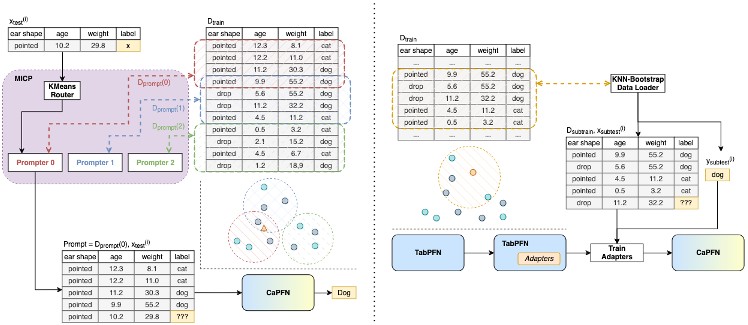 x_test^(i)
ear shape age weight label
pointed 10.2 29.8 x
MICP
KMeans
Router
D_prompt(0)
D_prompt(1)
D_prompt(2)
Prompter 0 Prompter 1 Prompter 2
D_train
ear shape age weight label
pointed 12.3 8.1 cat
pointed 12.2 11.0 cat
pointed 11.2 30.3 dog
pointed 9.9 55.2 dog
drop 5.6 55.2 dog
drop 11.2 32.2 dog
pointed 4.5 11.2 cat
pointed 0.5 3.2 cat
drop 2.1 15.2 dog
pointed 4.5 6.7 cat
drop 1.2 18,9 dog
Prompt = D_prompt(0), x_test^(i)
ear shape age weight label
pointed 12.3 8.1 cat
pointed 12.2 11.0 cat
pointed 11.2 30.3 dog
pointed 9.9 55.2 dog
pointed 10.2 29.8 ???
CaPFN
Dog
D_train
ear shape age weight label
... ... ... ...
pointed 9.9 55.2 dog
drop 5.6 55.2 dog
drop 11.2 32.2 dog
pointed 4.5 11.2 cat
pointed 0.5 3.2 cat
... ... ... ...
KNN-Bootstrap
Data Loader
D_subtrain, x_subtest^(i)
ear shape age weight label
pointed 9.9 55.2 dog
drop 5.6 55.2 dog
pointed 4.5 11.2 cat
pointed 0.5 3.2 cat
drop 11.2 32.2 ???
y_subtest^(i)
dog
TabPFN
TabPFN
Adapters
Train
Adapters
CaPFN